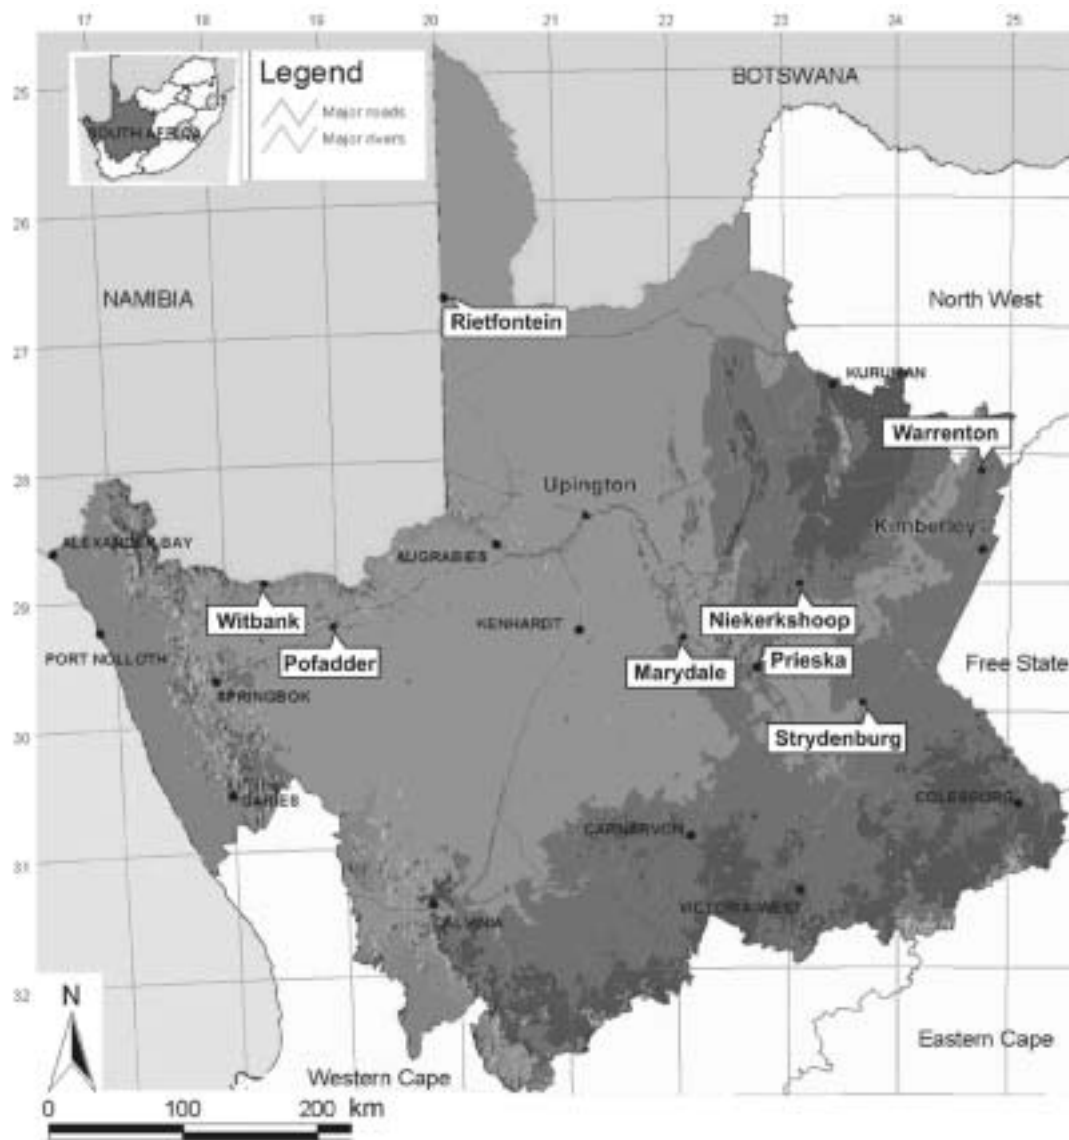 17 18 19 20 21 22 23 24 25
Legend
Major roads
Major rivers
SOUTH AFRICA
BOTSWANA
25
26
NAMIBIA
North West
Rietfontein
27
KURUMAN
Warrenton
28
Upington
Kimberley
ALEXANDER BAY
AUGRABIES
29
Witbank
KENHARDT
Niekerkshoop
PORT NOLLOTH
Pofadder
Marydale
Prieska
Free State
SPRINGBOK
30
Strydenburg
GARIES
COLESBURG
CARNARVON
31
VICTORIA WEST
CALVINIA
32
N
Eastern Cape
Western Cape
0 100 200 km